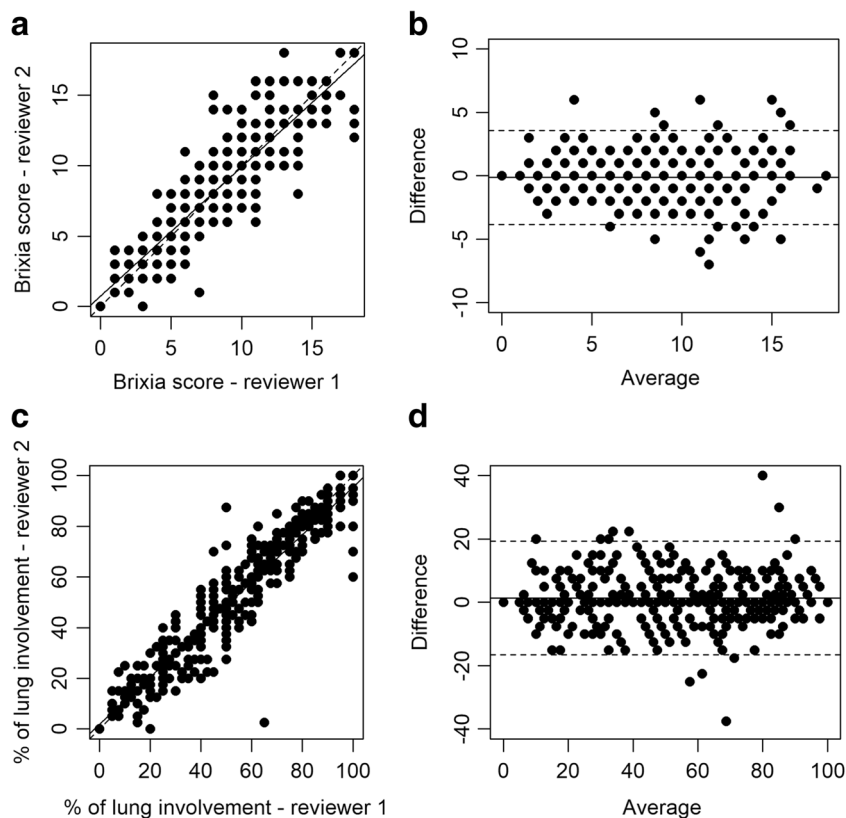 a
Brixia score - reviewer 2
15
10
5
0
0 5 10 15
Brixia score - reviewer 1
b
Difference
10
5
0
-5
-10
0 5 10 15
Average
c
% of lung involvement - reviewer 2
100
80
60
40
20
0
0 20 40 60 80 100
% of lung involvement - reviewer 1
d
Difference
40
20
0
-20
-40
0 20 40 60 80 100
Average